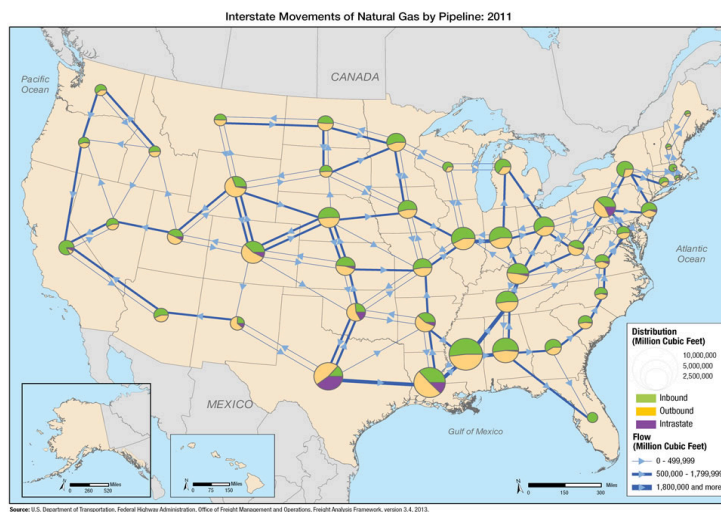 Interstate Movements of Natural Gas by Pipeline: 2011
Pacific
Ocean
CANADA
Atlantic
Ocean
MEXICO
Gulf of Mexico
Distribution
(Million Cubic Feet)
10,000,000
5,000,000
2,500,000
Inbound
Outbound
Intrastate
Flow
(Million Cubic Feet)
0 - 499,999
500,000 - 1,799,999
1,800,000 and more
0 260 520 Miles
0 75 150 Miles
0 150 300 Miles
Source: U.S. Department of Transportation, Federal Highway Administration, Office of Freight Management and Operations, Freight Analysis Framework, version 3.4, 2013.